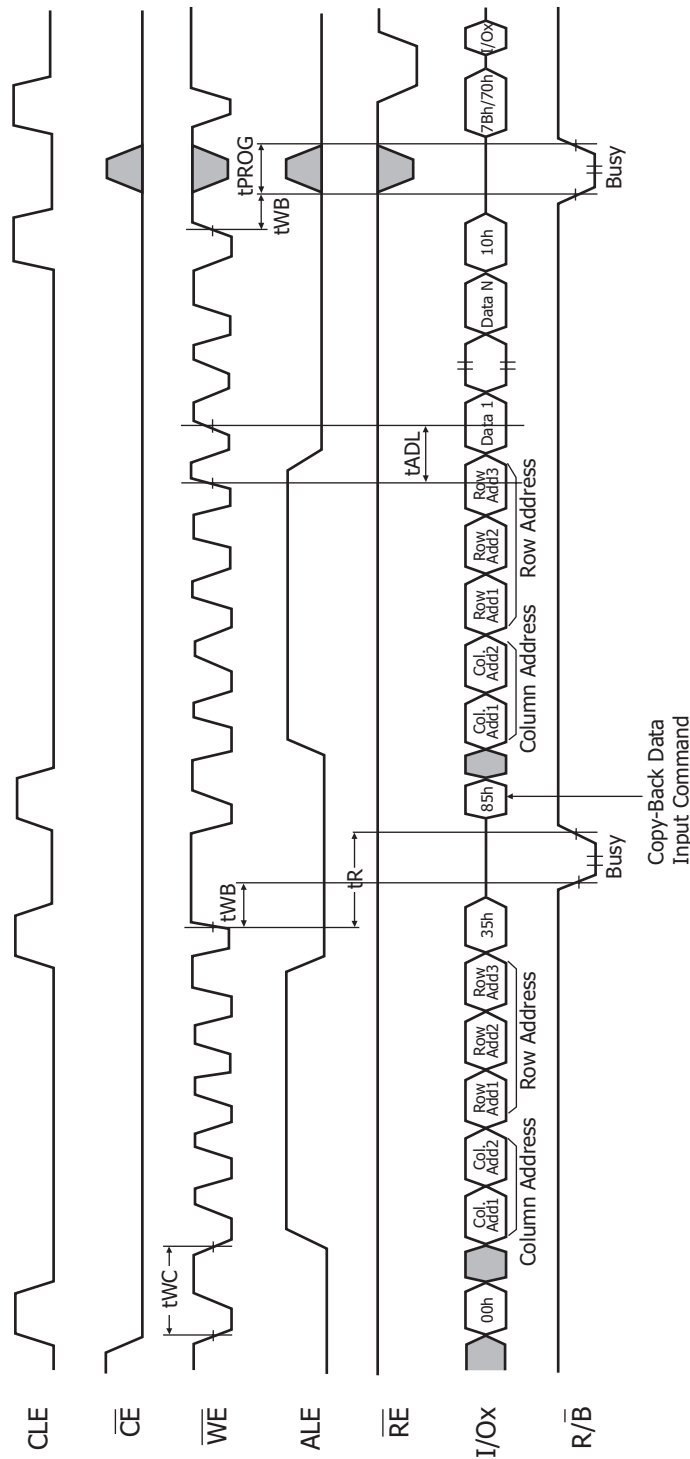 CLE
CE
WE
tWC
tWB
tWB
tPROG
ALE
tR
tADL
RE
I/Ox
00h
Col.
Add1
Col.
Add2
Row
Add1
Row
Add2
Row
Add3
35h
85h
Col.
Add1
Col.
Add2
Row
Add1
Row
Add2
Row
Add3
Data 1
Data N
10h
7Bh/70h
I/Ox
Column Address
Row Address
Column Address
Row Address
R/B
Busy
Busy
Copy-Back Data
Input Command